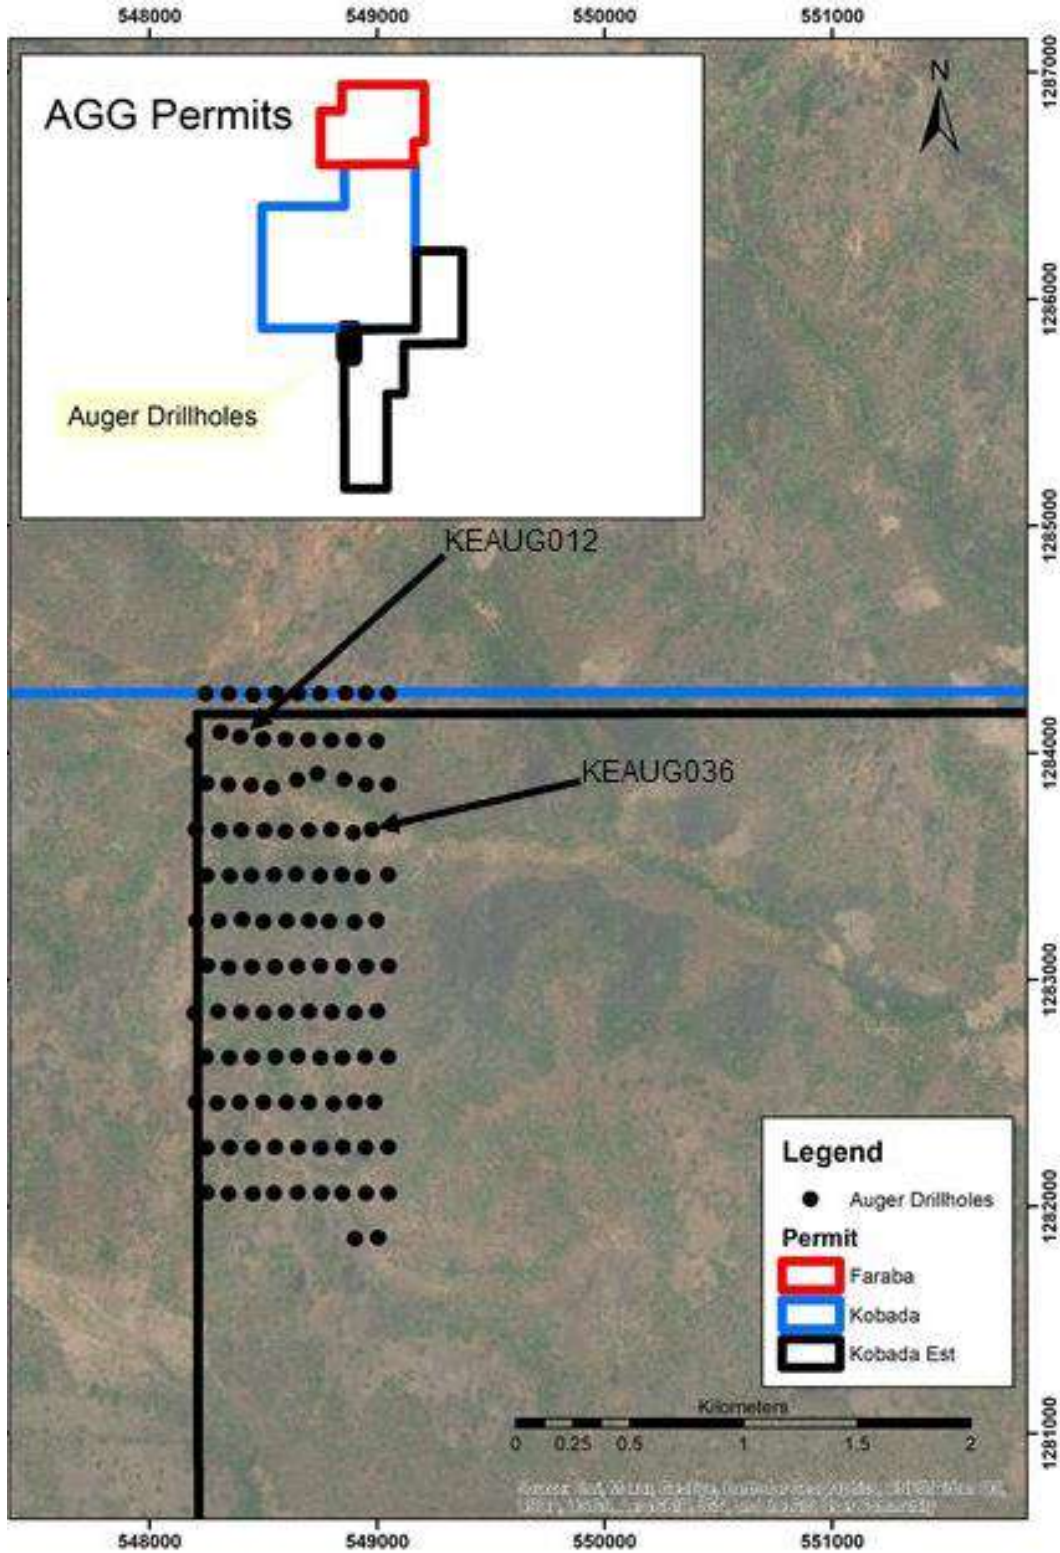 548000 549000 550000 551000
N
AGG Permits
Auger Drillholes
KEAUG012
KEAUG036
1287000
1286000
1285000
1284000
1283000
1282000
1281000
Legend
Auger Drillholes
Permit
Faraba
Kobada
Kobada Est
Kilometers
0 0.25 0.5 1 1.5 2
548000 549000 550000 551000